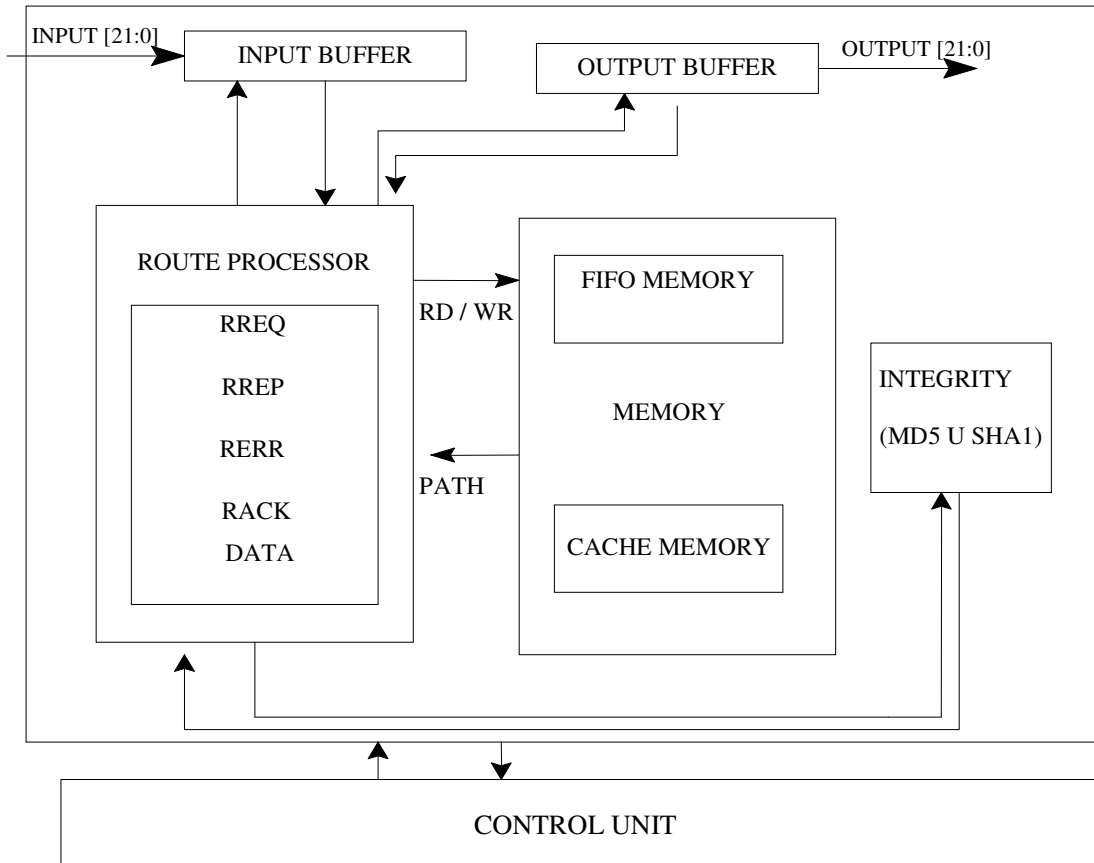 INPUT [21:0]
INPUT BUFFER
OUTPUT BUFFER
OUTPUT [21:0]
ROUTE PROCESSOR
RREQ
RREP
RERR
RACK
DATA
RD / WR
PATH
FIFO MEMORY
MEMORY
CACHE MEMORY
INTEGRITY
(MD5 U SHA1)
CONTROL UNIT